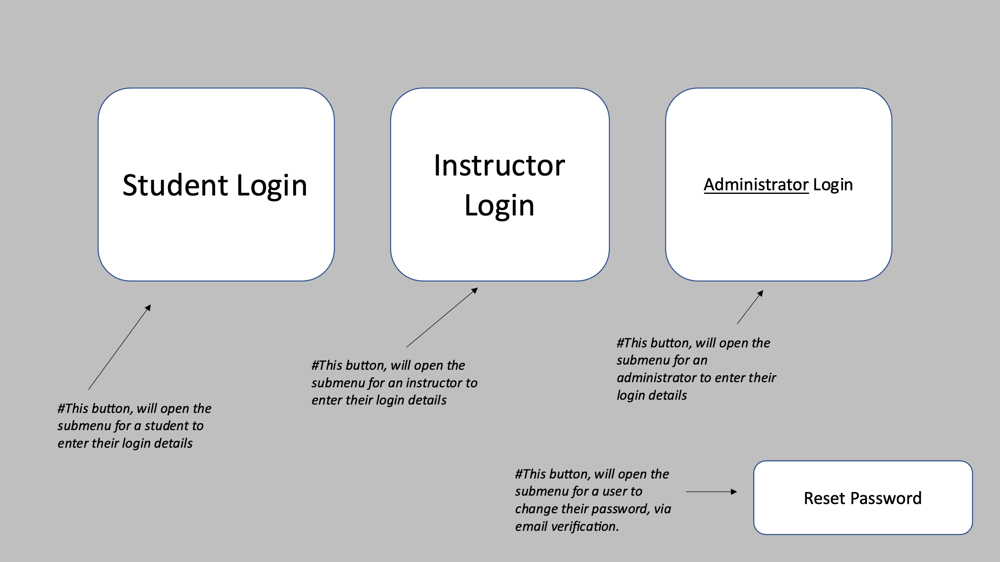 Student Login
Instructor
Login
Administrator Login
#This button, will open the
submenu for a student to
enter their login details
#This button, will open the
submenu for an instructor to
enter their login details
#This button, will open the
submenu for an
administrator to enter their
login details
#This button, will open the
submenu for a user to
change their password, via
email verification.
Reset Password